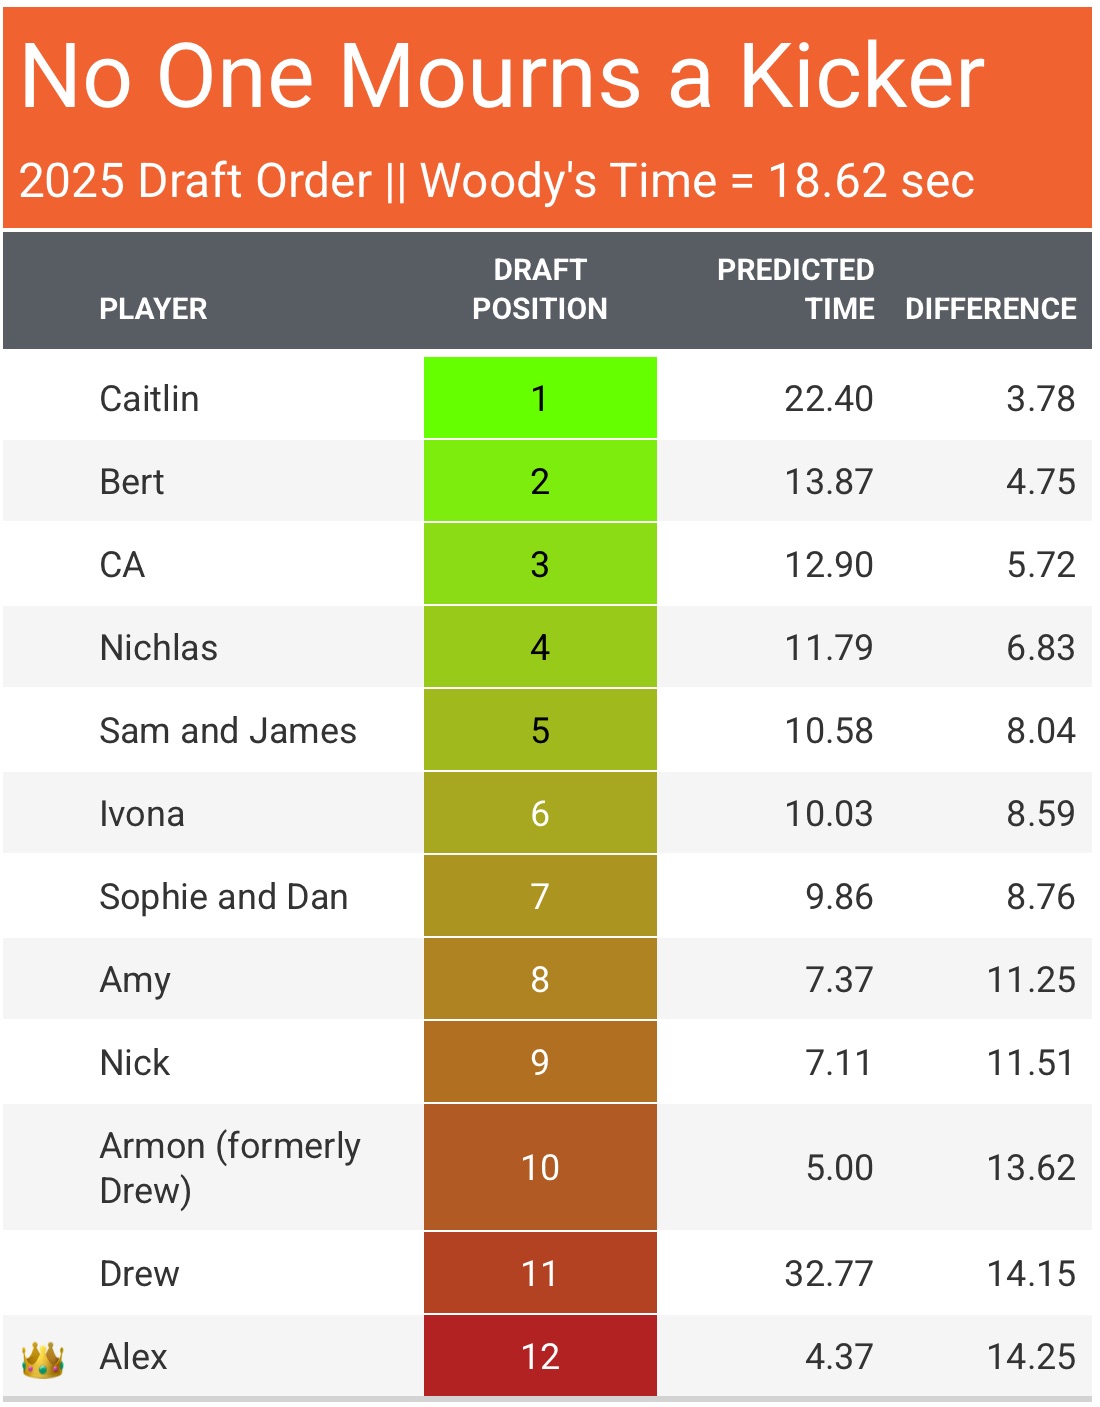 No One Mourns a Kicker
2025 Draft Order || Woody's Time = 18.62 sec
PLAYER DRAFT POSITION PREDICTED TIME DIFFERENCE
Caitlin 1 22.40 3.78
Bert 2 13.87 4.75
CA 3 12.90 5.72
Nichlas 4 11.79 6.83
Sam and James 5 10.58 8.04
Ivona 6 10.03 8.59
Sophie and Dan 7 9.86 8.76
Amy 8 7.37 11.25
Nick 9 7.11 11.51
Armon (formerly Drew) 10 5.00 13.62
Drew 11 32.77 14.15
Alex 12 4.37 14.25